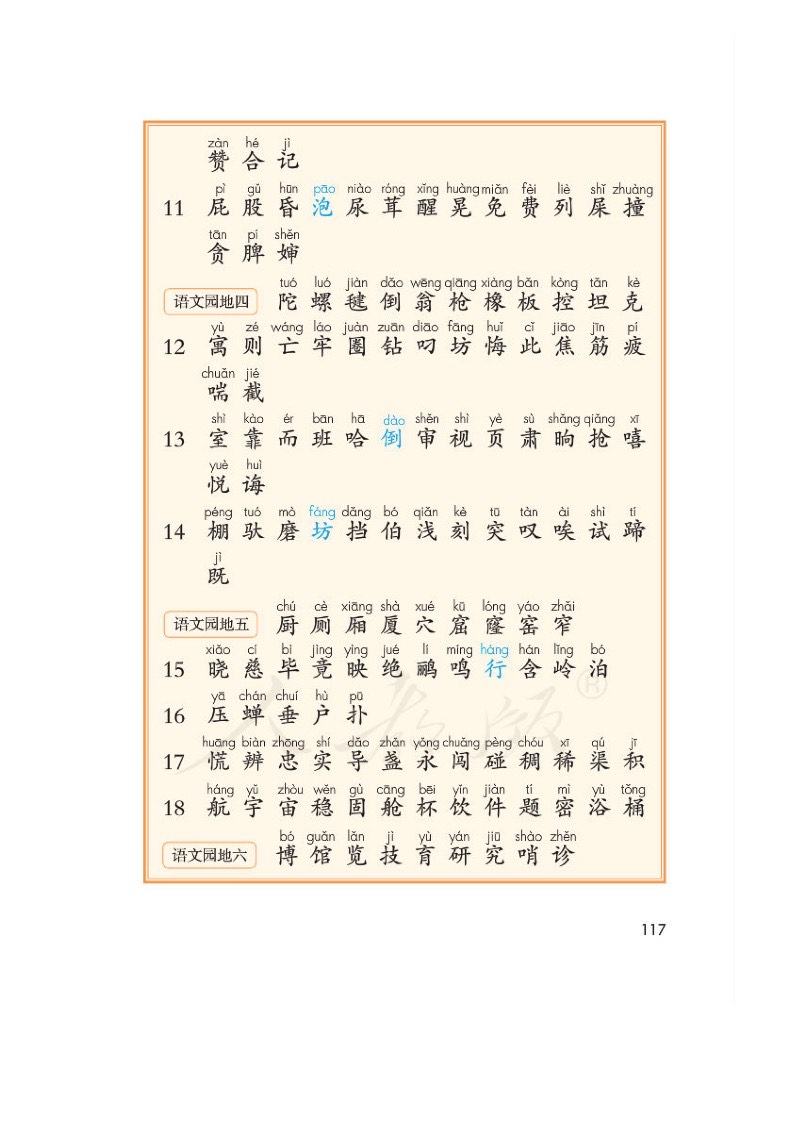 zàn hé jì
赞 合 记
pì gǔ hūn pāo niào róng xǐng huàng miǎn fèi liè shǐ zhuàng
11 屁 股 昏 泡 尿 茸 醒 晃 免 费 列 屎 撞
tān pí shěn
贪 脾 婶
tuó luó jiàn dǎo wēng qiāng xiàng bǎn kòng tǎn kè
语文园地四 陀 螺 毽 倒 翁 枪 橡 板 控 坦 克
yù zé wáng láo juàn zuān diāo fāng huǐ cǐ jiāo jīn pí
12 寓 则 亡 牢 圈 钻 叼 坊 悔 此 焦 筋 疲
chuǎn jié
喘 截
shì kào ér bān hā dào shěn shì yè sù shǎng qiǎng xī
13 室 靠 而 班 哈 倒 审 视 页 肃 晌 抢 嘻
yuè huì
悦 诲
péng tuó mò fáng dǎng bó qiǎn kè tū tàn ài shì tí
14 棚 驮 磨 坊 挡 伯 浅 刻 突 叹 唉 试 蹄
jì
既
chú cè xiāng shà xué kū lóng yáo zhǎi
语文园地五 厨 厕 厢 厦 穴 窟 窿 窑 窄
xiǎo cí bì jìng yìng jué lí míng háng hán lǐng bó
15 晓 慈 毕 竟 映 绝 鹂 鸣 行 含 岭 泊
yā chán chuí hù pū
16 压 蝉 垂 户 扑
huāng biàn zhōng shí dǎo zhǎn yǒng chuǎng pèng chóu xī qú jī
17 慌 辨 忠 实 导 盏 永 闯 碰 稠 稀 渠 积
háng yǔ zhòu wěn gù cāng bēi yǐn jiàn tí mì yù tǒng
18 航 宇 宙 稳 固 舱 杯 饮 件 题 密 浴 桶
bó guǎn lǎn jì yù yán jiū shào zhěn
语文园地六 博 馆 览 技 育 研 究 哨 诊
人教版®
117